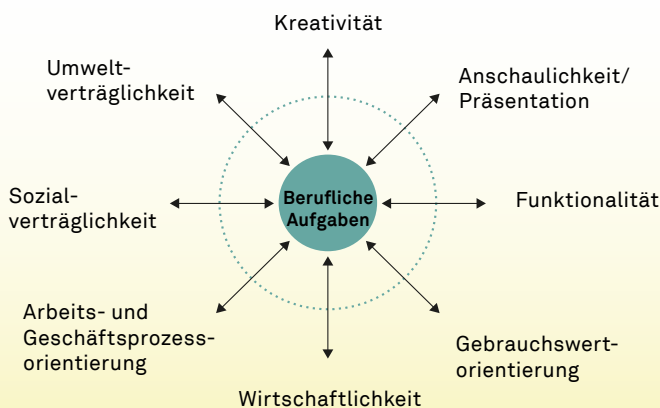 Kreativität
Umwelt-
verträglichkeit
Anschaulichkeit/
Präsentation
Sozial-
verträglichkeit
Berufliche
Aufgaben
Funktionalität
Arbeits- und
Geschäftsprozess-
orientierung
Gebrauchswert-
orientierung
Wirtschaftlichkeit